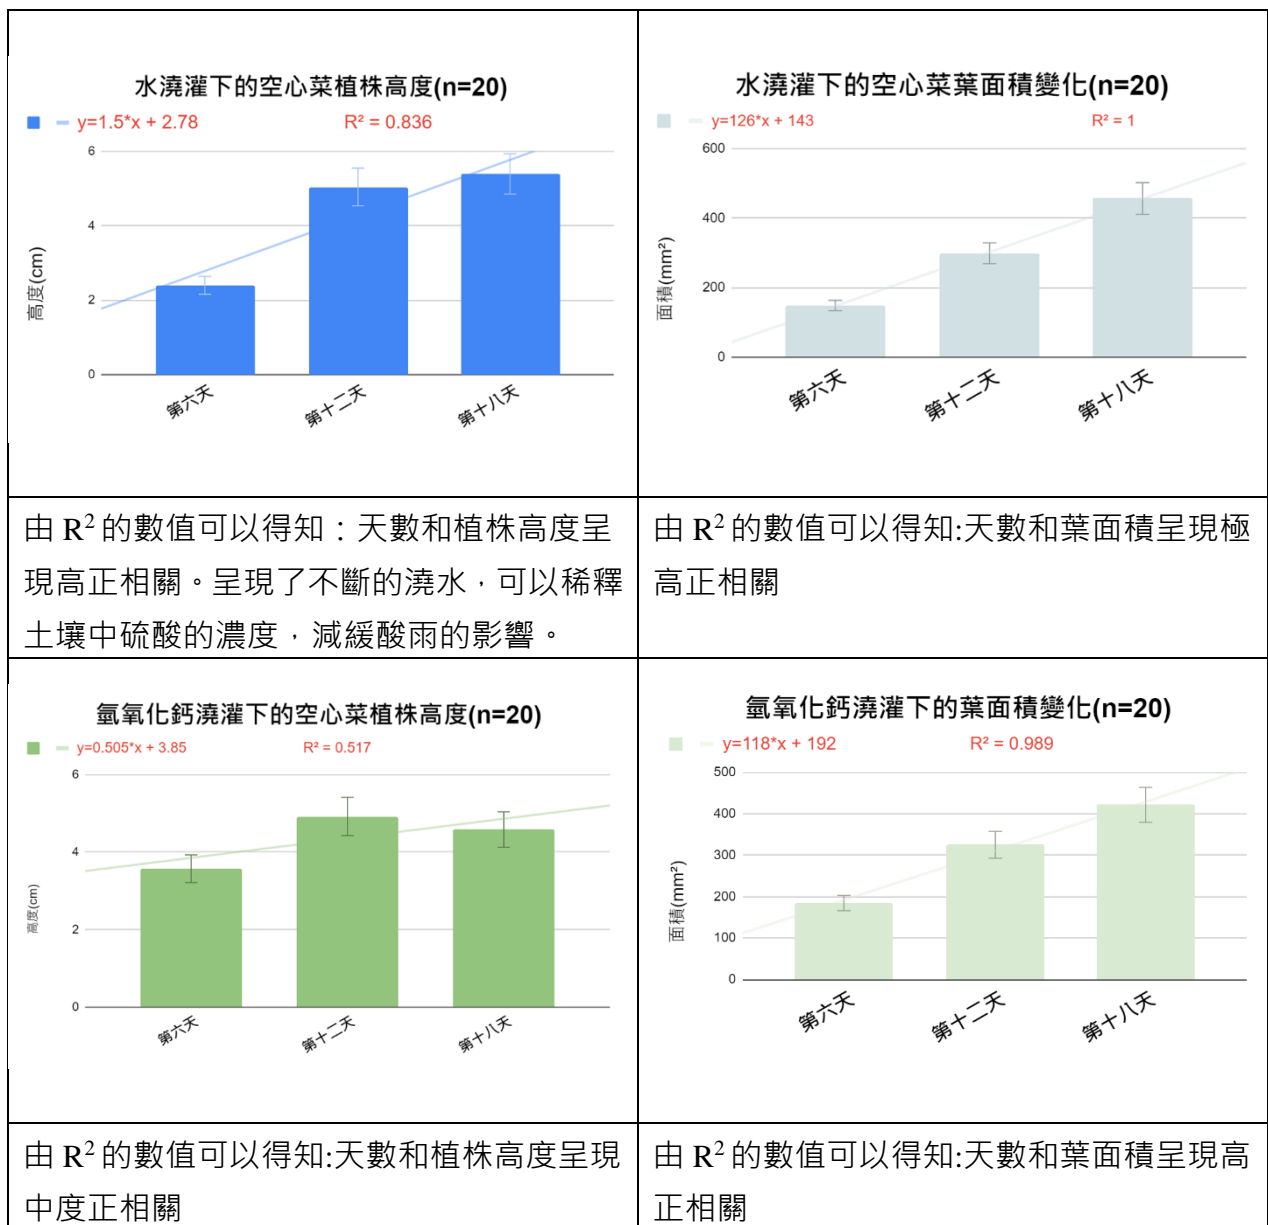 水澆灌下的空心菜植株高度(n=20)
y=1.5*x + 2.78 R² = 0.836
高度(cm)
6
4
2
0
第六天 第十二天 第十八天
水澆灌下的空心菜葉面積變化(n=20)
y=126*x + 143 R² = 1
面積(mm²)
600
400
200
0
第六天 第十二天 第十八天
由 R² 的數值可以得知：天數和植株高度呈
現高正相關。呈現了不斷的澆水，可以稀釋
土壤中硫酸的濃度，減緩酸雨的影響。
由 R² 的數值可以得知:天數和葉面積呈現極
高正相關
氫氧化鈣澆灌下的空心菜植株高度(n=20)
y=0.505*x + 3.85 R² = 0.517
高度(cm)
6
4
2
0
第六天 第十二天 第十八天
氫氧化鈣澆灌下的葉面積變化(n=20)
y=118*x + 192 R² = 0.989
面積(mm²)
500
400
300
200
100
0
第六天 第十二天 第十八天
由 R² 的數值可以得知:天數和植株高度呈現
中度正相關
由 R² 的數值可以得知:天數和葉面積呈現高
正相關